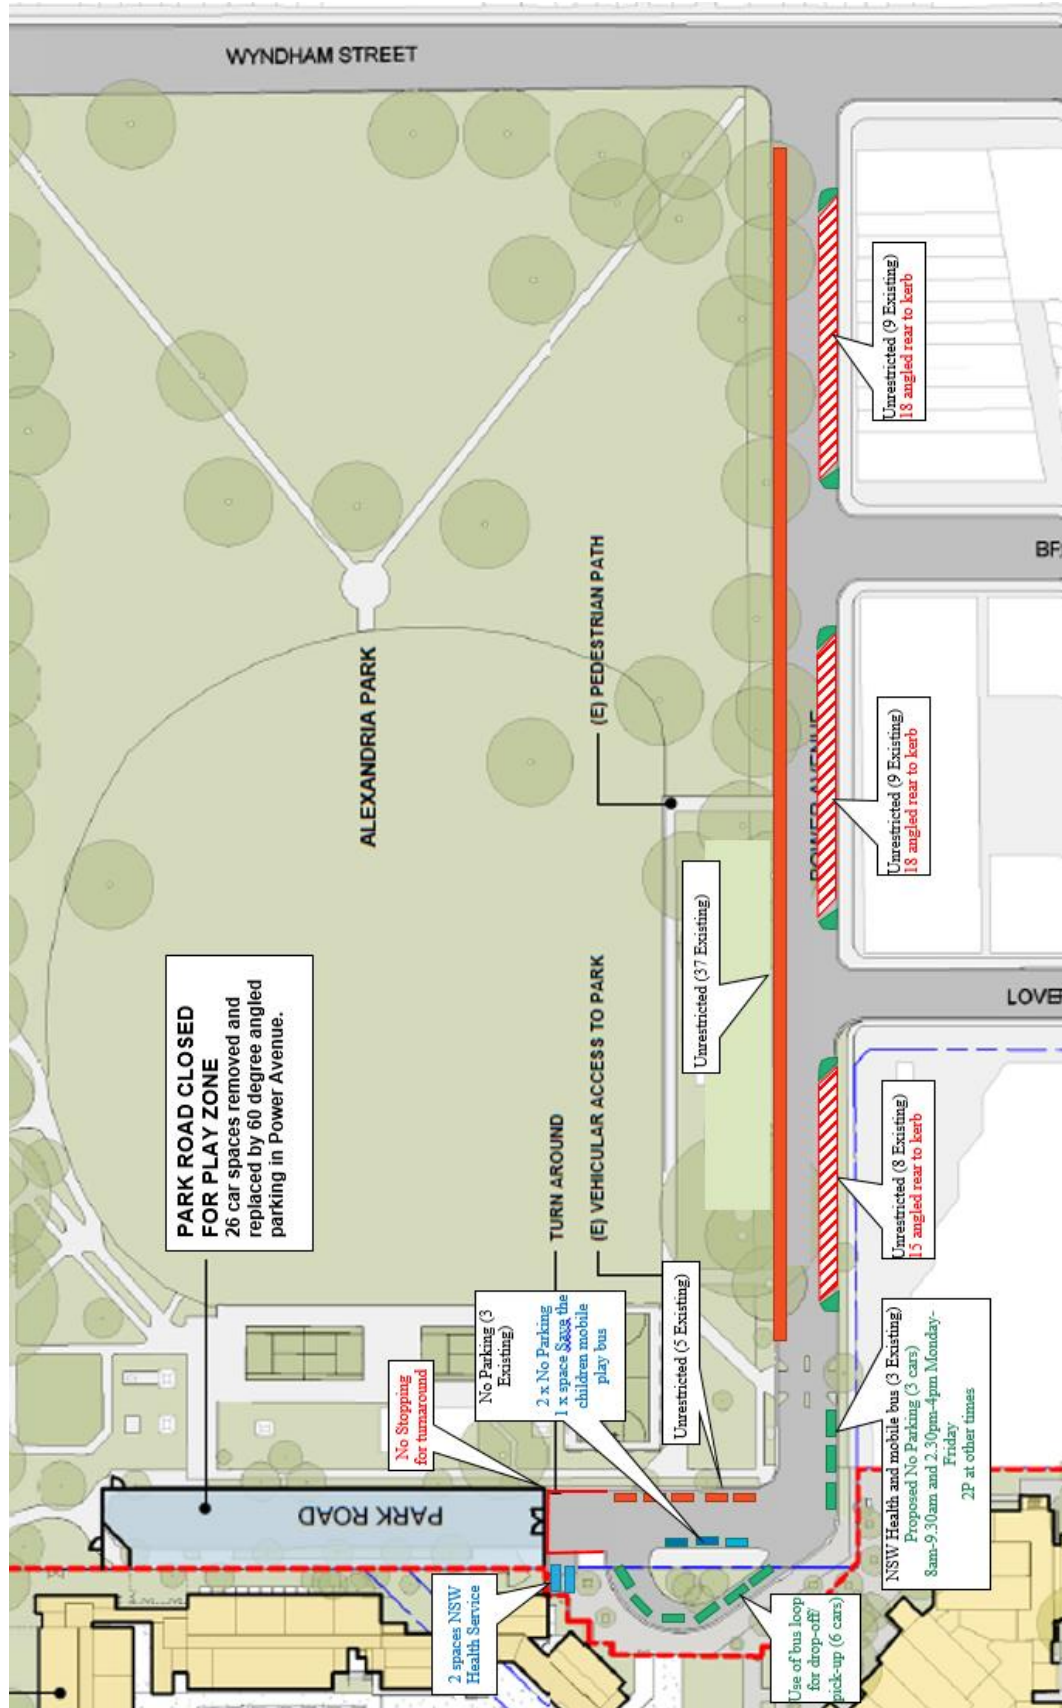 WYNDHAM STREET
Unrestricted (9 Existing)
18 angled rear to kerb
(E) PEDESTRIAN PATH
ALEXANDRIA PARK
POWER AVENUE
Unrestricted (9 Existing)
18 angled rear to kerb
Unrestricted (37 Existing)
PARK ROAD CLOSED
FOR PLAY ZONE
26 car spaces removed and
replaced by 60 degree angled
parking in Power Avenue.
TURN AROUND
(E) VEHICULAR ACCESS TO PARK
LOVE
Unrestricted (8 Existing)
15 angled rear to kerb
No Parking (3
Existing)
2 x No Parking
1 x space Save the
children mobile
play bus
Unrestricted (5 Existing)
No Stopping
for turnaround
PARK ROAD
2 spaces NSW
Health Service
Use of bus loop
for drop-off/
pick-up (6 cars)
NSW Health and mobile bus (3 Existing)
Proposed No Parking (3 cars)
8am-9.30am and 2.30pm-4pm Monday-
Friday
2P at other times